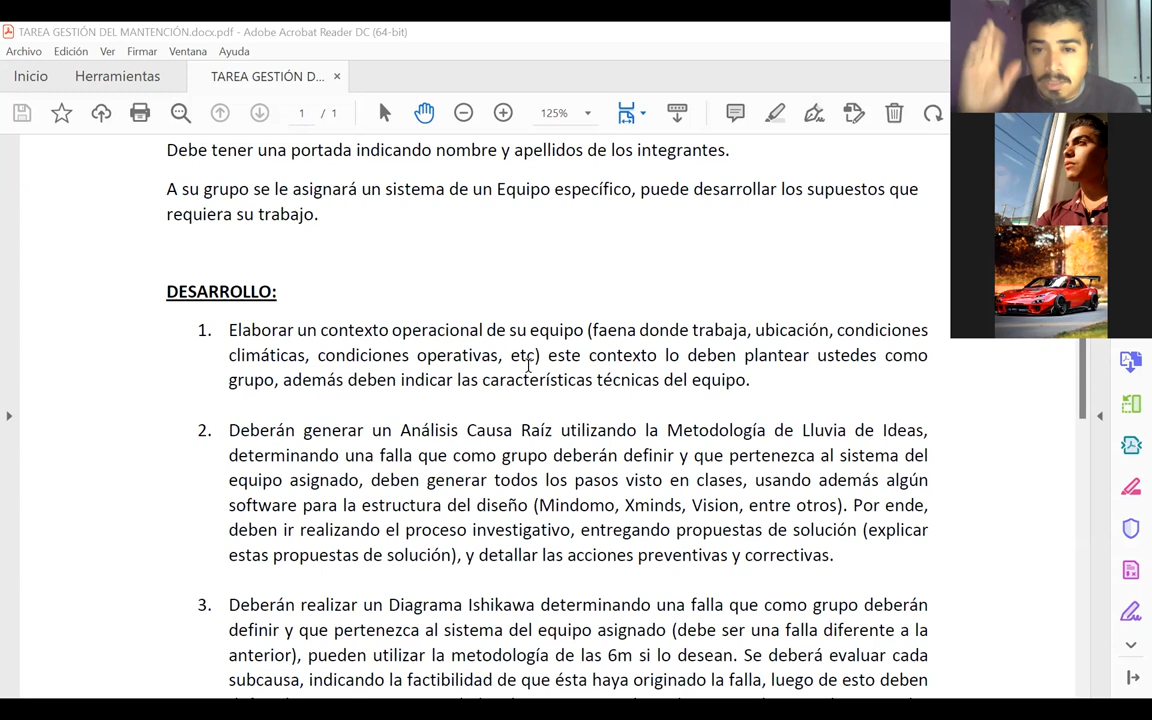 TAREA GESTIÓN DEL MANTENCIÓN.docx.pdf - Adobe Acrobat Reader DC (64-bit)
Archivo Edición Ver Firmar Ventana Ayuda
Inicio Herramientas TAREA GESTIÓN D... ×
1 / 1 125%
Debe tener una portada indicando nombre y apellidos de los integrantes.
A su grupo se le asignará un sistema de un Equipo específico, puede desarrollar los supuestos que
requiera su trabajo.
DESARROLLO:
1. Elaborar un contexto operacional de su equipo (faena donde trabaja, ubicación, condiciones
climáticas, condiciones operativas, etc) este contexto lo deben plantear ustedes como
grupo, además deben indicar las características técnicas del equipo.
2. Deberán generar un Análisis Causa Raíz utilizando la Metodología de Lluvia de Ideas,
determinando una falla que como grupo deberán definir y que pertenezca al sistema del
equipo asignado, deben generar todos los pasos visto en clases, usando además algún
software para la estructura del diseño (Mindomo, Xminds, Vision, entre otros). Por ende,
deben ir realizando el proceso investigativo, entregando propuestas de solución (explicar
estas propuestas de solución), y detallar las acciones preventivas y correctivas.
3. Deberán realizar un Diagrama Ishikawa determinando una falla que como grupo deberán
definir y que pertenezca al sistema del equipo asignado (debe ser una falla diferente a la
anterior), pueden utilizar la metodología de las 6m si lo desean. Se deberá evaluar cada
subcausa, indicando la factibilidad de que ésta haya originado la falla, luego de esto deben